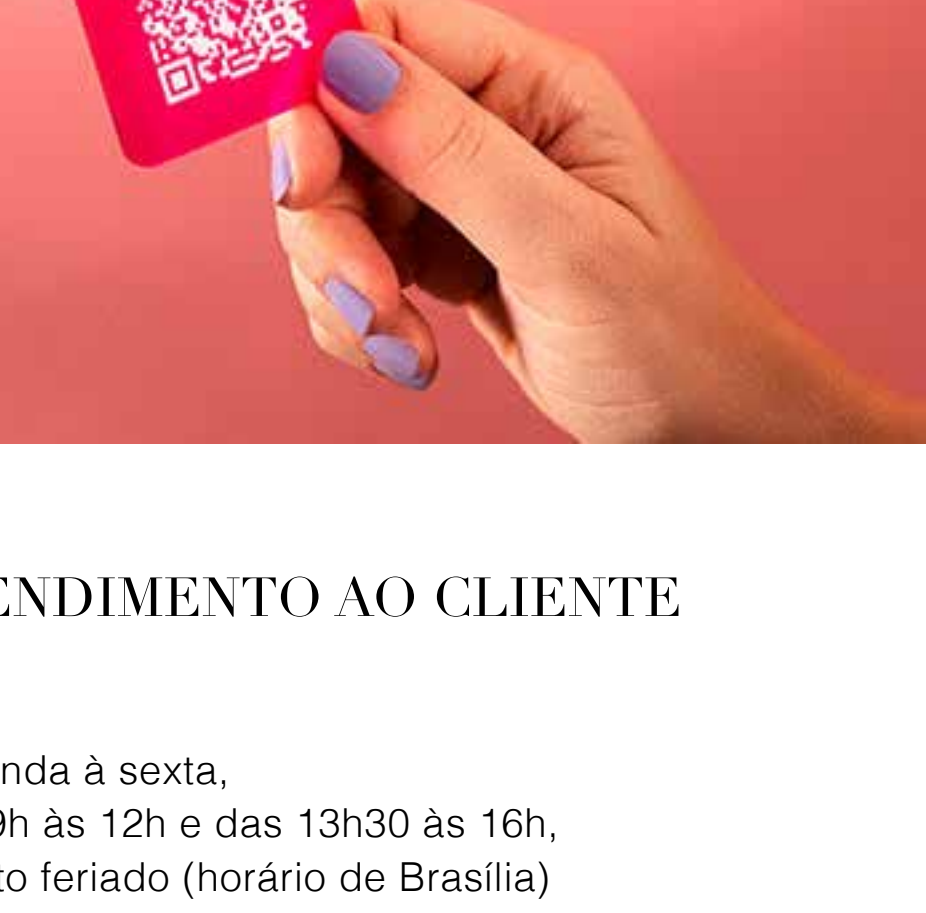 ENDIMENTO AO CLIENTE
nda à sexta,
9h às 12h e das 13h30 às 16h,
to feriado (horário de Brasília)